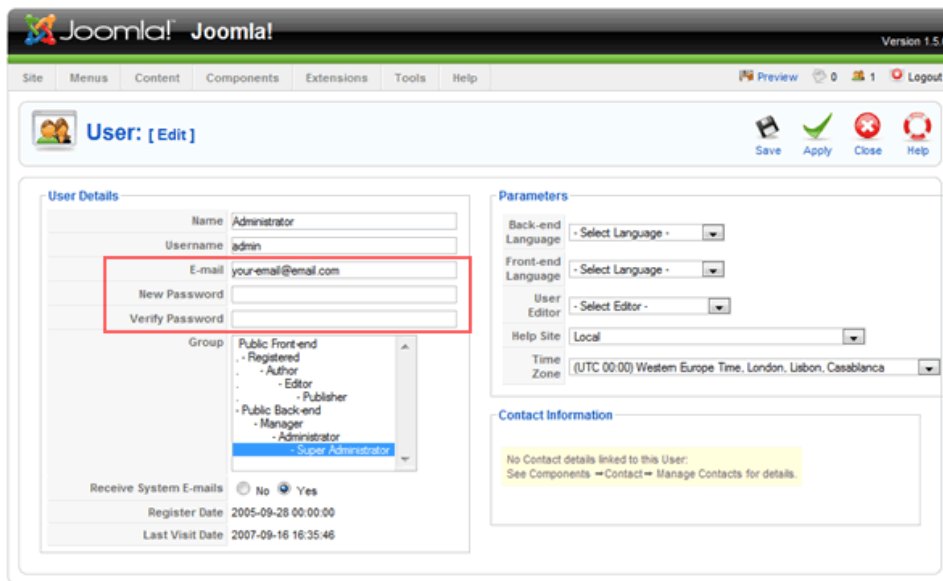 Joomla! Joomla!
Version 1.5.
Site Menus Content Components Extensions Tools Help Preview 0 1 Logout
User: [ Edit ]
Save Apply Close Help
User Details
Name Administrator
Username admin
E-mail your-email@email.com
New Password
Verify Password
Group Public Front-end
. - Registered
. - Author
. - Editor
. - Publisher
- Public Back-end
- Manager
- Administrator
- Super Administrator
Receive System E-mails No Yes
Register Date 2005-09-28 00:00:00
Last Visit Date 2007-09-16 16:35:46
Parameters
Back-end
Language - Select Language -
Front-end
Language - Select Language -
User
Editor - Select Editor -
Help Site Local
Time
Zone (UTC 00:00) Western Europe Time, London, Lisbon, Casablanca
Contact Information
No Contact details linked to this User:
See Components ➡Contact➡ Manage Contacts for details.